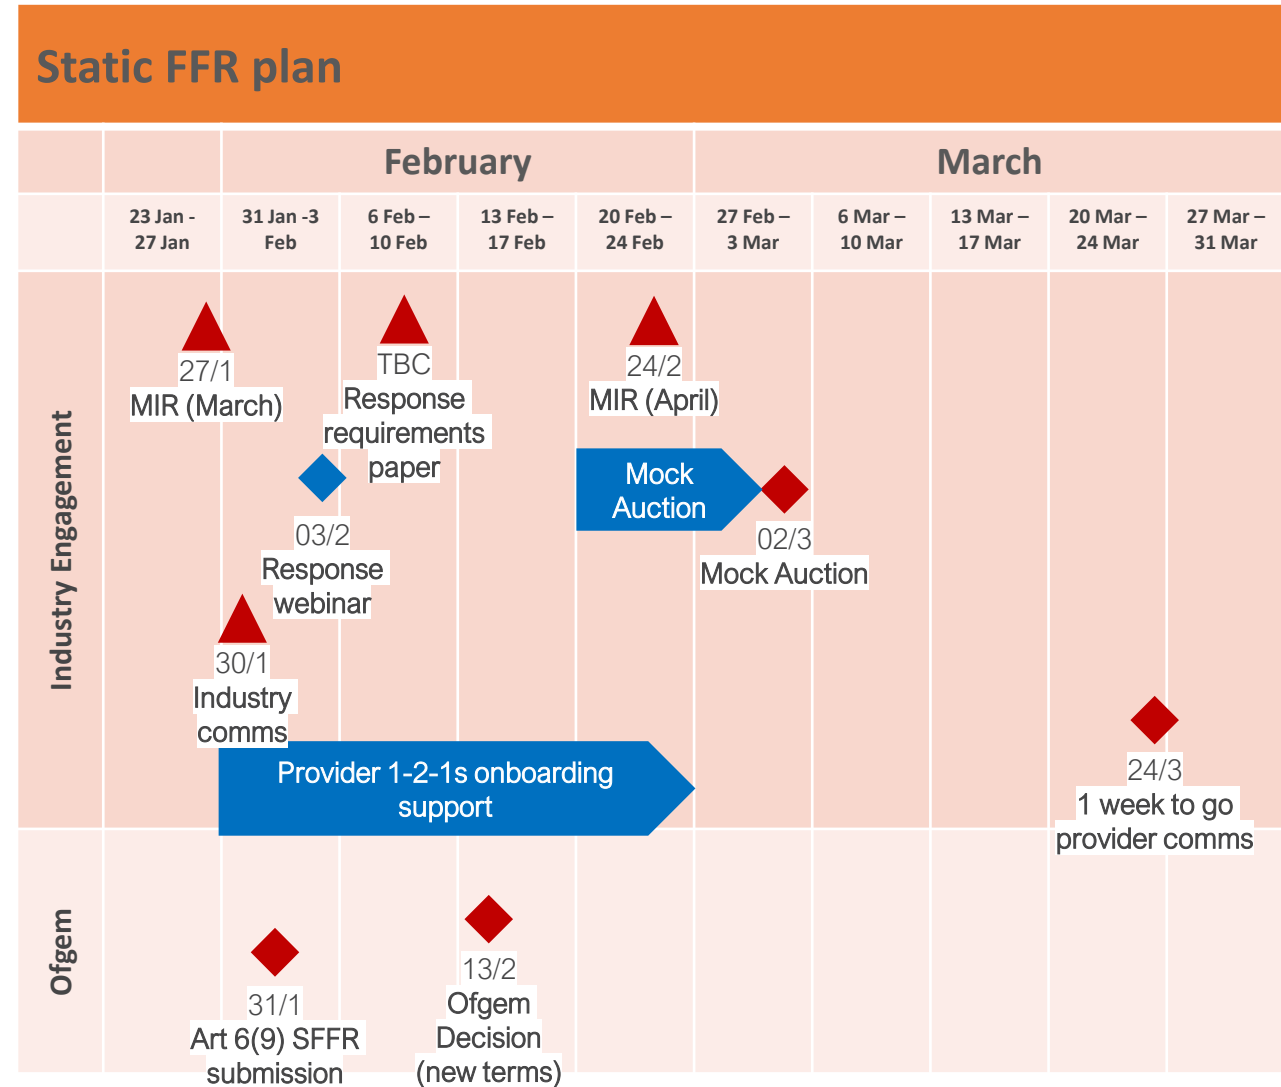 Static FFR plan
February
March
23 Jan -
27 Jan
31 Jan -3
Feb
6 Feb –
10 Feb
13 Feb –
17 Feb
20 Feb –
24 Feb
27 Feb –
3 Mar
6 Mar –
10 Mar
13 Mar –
17 Mar
20 Mar –
24 Mar
27 Mar –
31 Mar
Industry Engagement
27/1
MIR (March)
TBC
Response
requirements
paper
24/2
MIR (April)
Mock
Auction
02/3
Mock Auction
03/2
Response
webinar
30/1
Industry
comms
Provider 1-2-1s onboarding
support
24/3
1 week to go
provider comms
Ofgem
31/1
Art 6(9) SFFR
submission
13/2
Ofgem
Decision
(new terms)